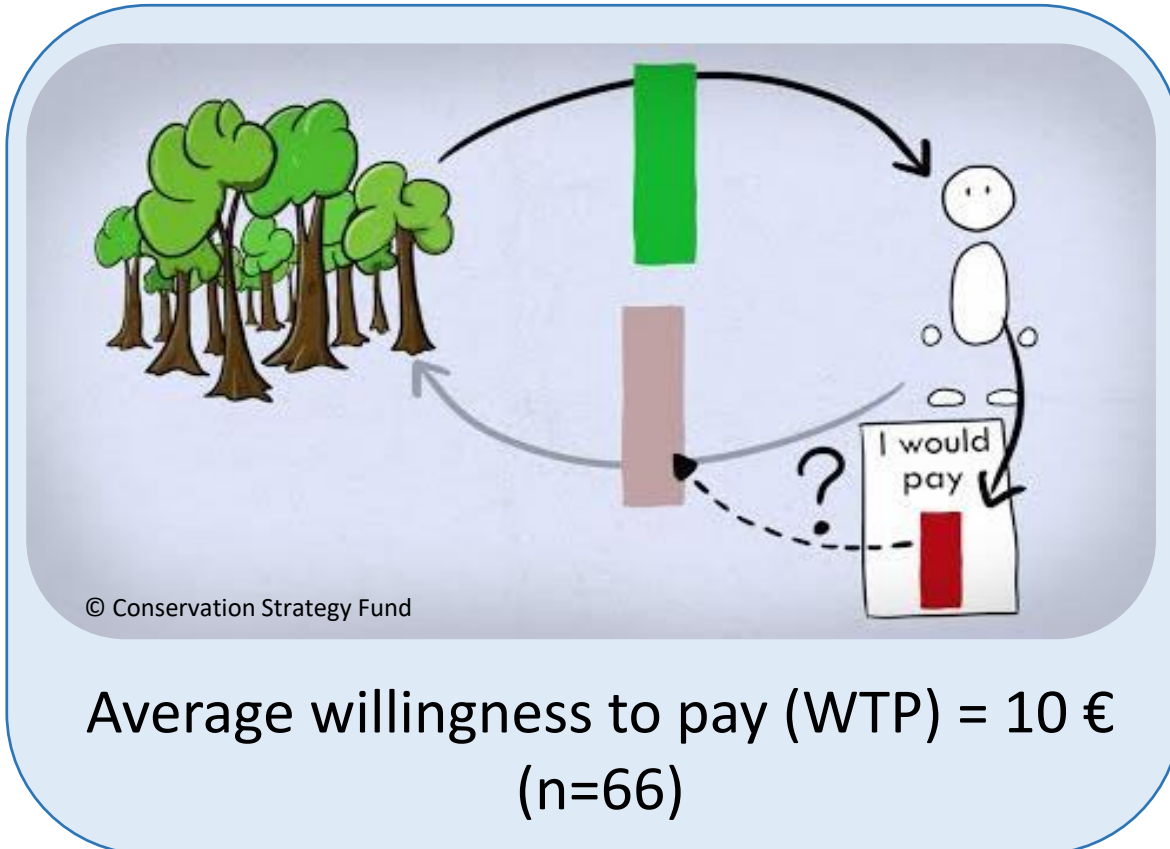 I would
pay
?
© Conservation Strategy Fund
Average willingness to pay (WTP) = 10 €
(n=66)